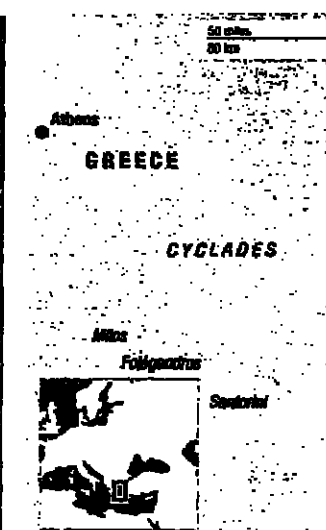 50 miles
80 km
Athens
GREECE
CYCLADES
Milos
Folegandros
Santorini